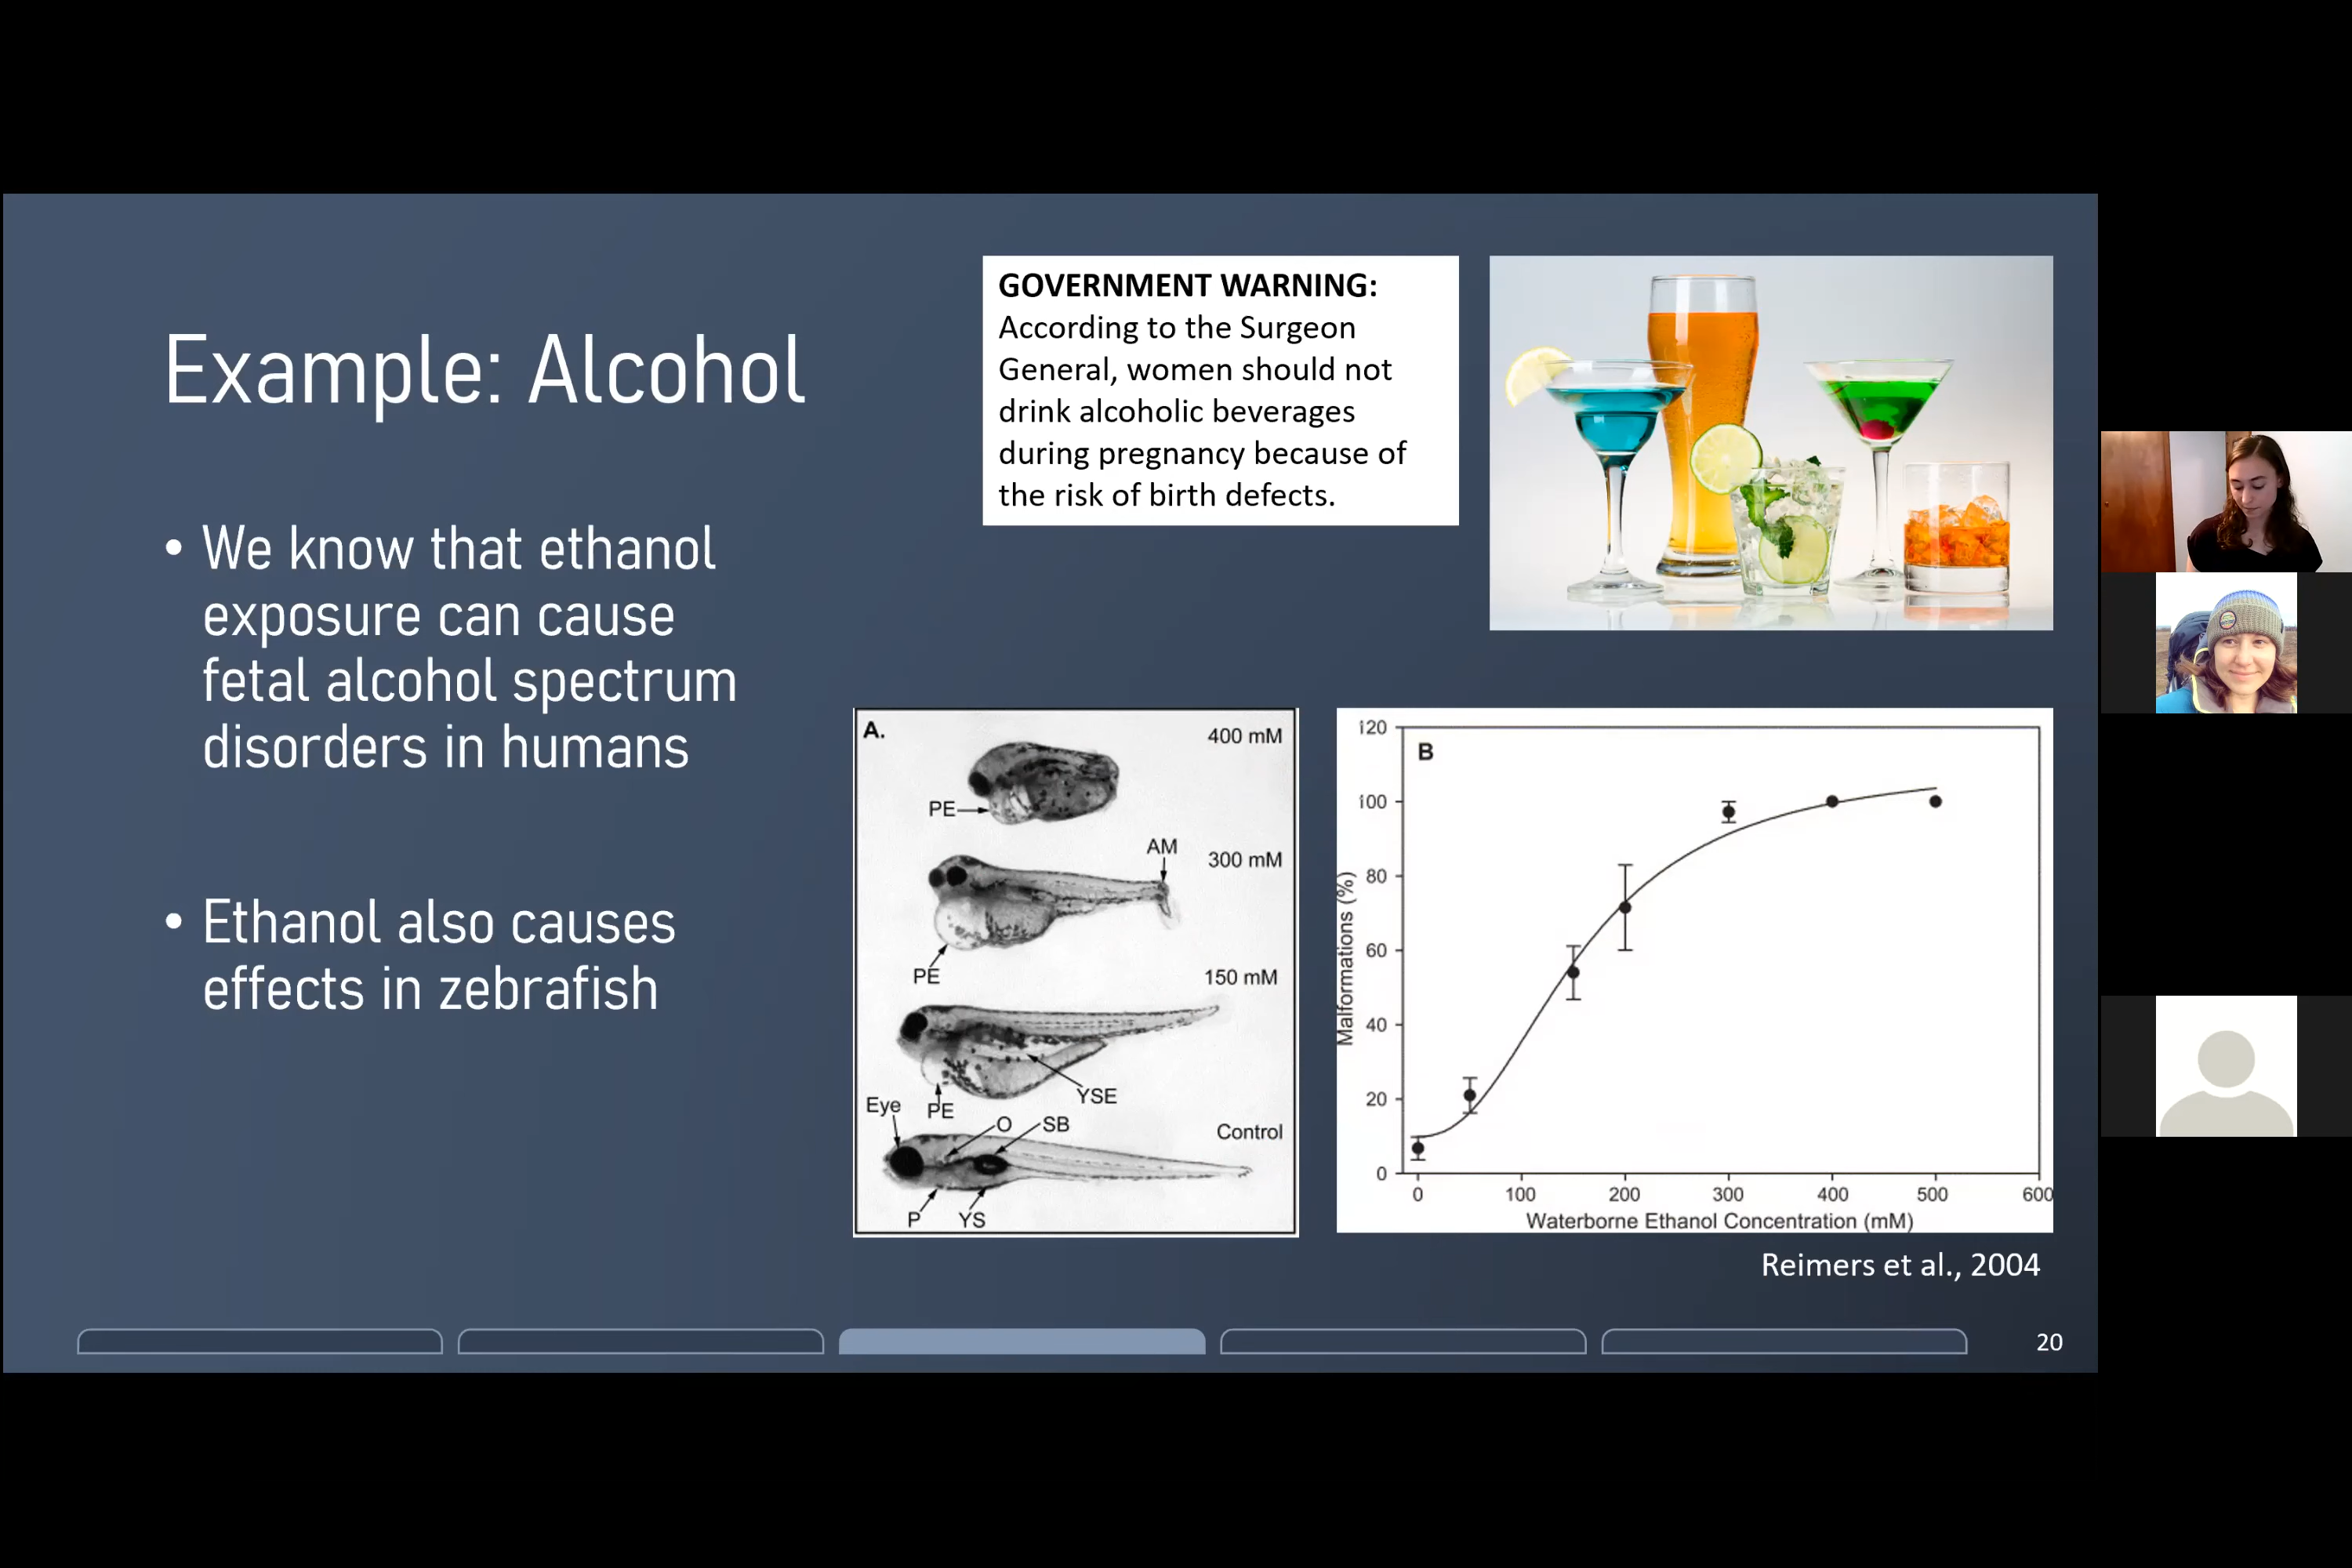 Example: Alcohol
• We know that ethanol
exposure can cause
fetal alcohol spectrum
disorders in humans
• Ethanol also causes
effects in zebrafish
GOVERNMENT WARNING:
According to the Surgeon
General, women should not
drink alcoholic beverages
during pregnancy because of
the risk of birth defects.
A.
400 mM
PE
AM
300 mM
PE
150 mM
YSE
Eye
PE
O
SB
Control
P
YS
B
120
100
80
60
40
20
0
Malformations (%)
0 100 200 300 400 500 600
Waterborne Ethanol Concentration (mM)
Reimers et al., 2004
20